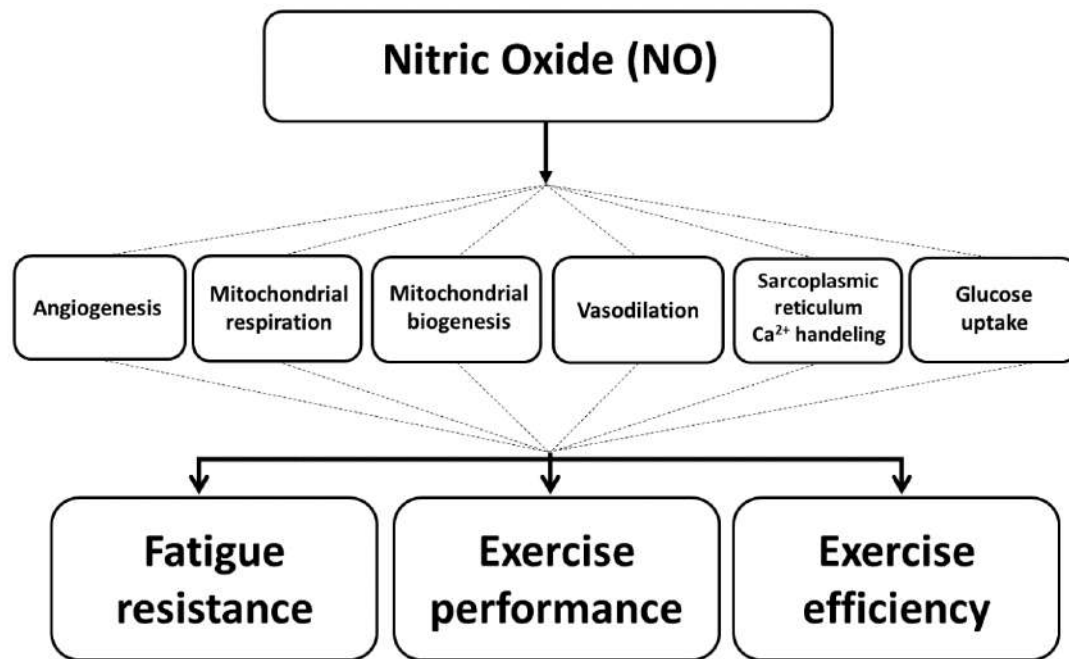 Nitric Oxide (NO)
Angiogenesis
Mitochondrial
respiration
Mitochondrial
biogenesis
Vasodilation
Sarcoplasmic
reticulum
Ca²⁺ handeling
Glucose
uptake
Fatigue
resistance
Exercise
performance
Exercise
efficiency